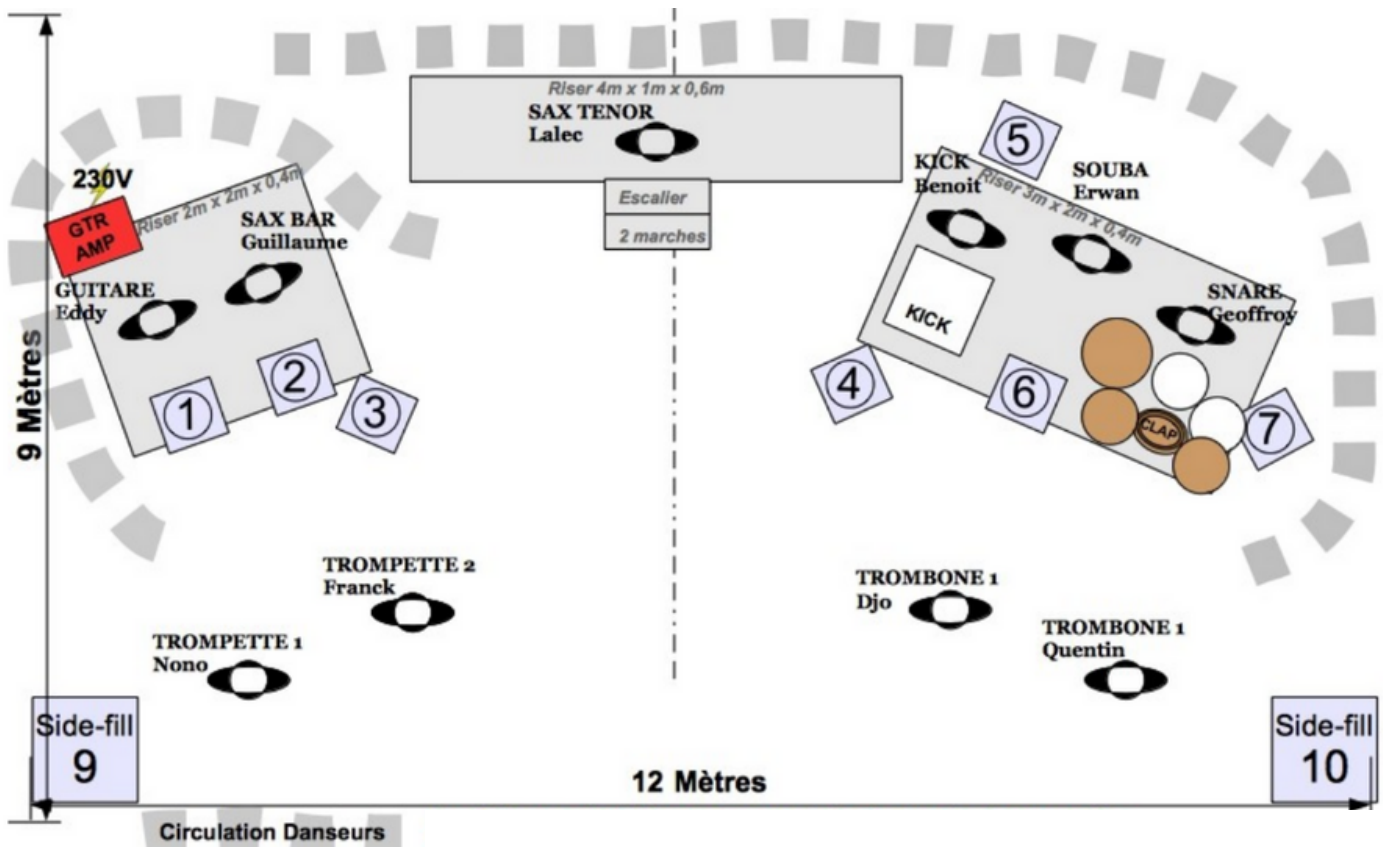 Riser 4m x 1m x 0,6m
SAX TENOR
Lalec
Escalier
2 marches
230V
GTR
AMP
Riser 2m x 2m x 0,4m
SAX BAR
Guillaume
GUITARE
Eddy
1
2
3
9 Mètres
5
KICK
Benoit
SOUBA
Erwan
Riser 3m x 2m x 0,4m
SNARE
Geoffroy
KICK
4
6
CLAP
7
TROMPETTE 2
Franck
TROMPETTE 1
Nono
TROMBONE 1
Djo
TROMBONE 1
Quentin
Side-fill
9
Side-fill
10
12 Mètres
Circulation Danseurs